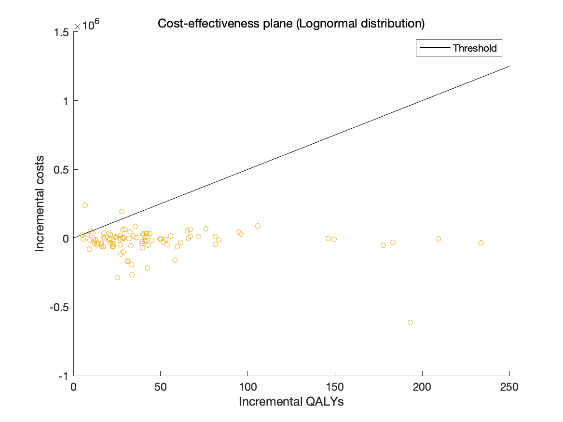 Cost-effectiveness plane (Lognormal distribution)
×10^6
1.5
1
0.5
0
-0.5
-1
Incremental costs
Threshold
0 50 100 150 200 250
Incremental QALYs